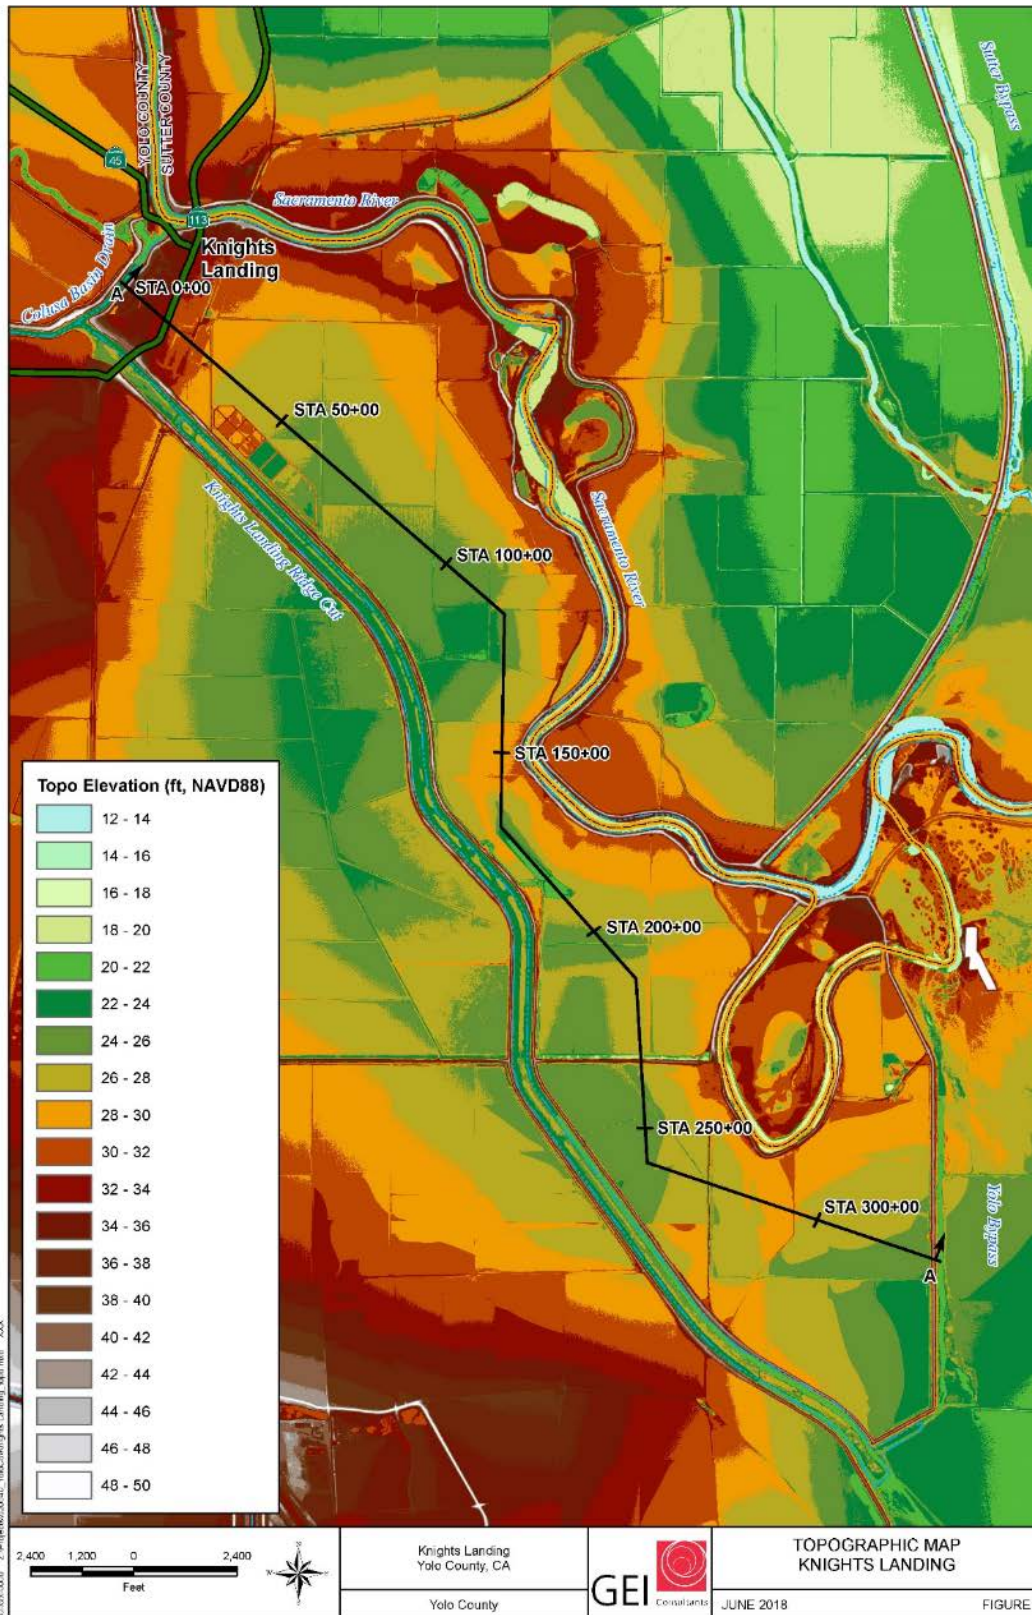 Sutter Bypass
YOLO COUNTY
SUTTER COUNTY
45
Sacramento River
113
Knights
Landing
Colusa Basin Drain
A
STA 0+00
STA 50+00
Knights Landing Ridge Cut
Sacramento River
STA 100+00
STA 150+00
STA 200+00
STA 250+00
STA 300+00
Yolo Bypass
A
Topo Elevation (ft, NAVD88)
12 - 14
14 - 16
16 - 18
18 - 20
20 - 22
22 - 24
24 - 26
26 - 28
28 - 30
30 - 32
32 - 34
34 - 36
36 - 38
38 - 40
40 - 42
42 - 44
44 - 46
46 - 48
48 - 50
2,400 1,200 0 2,400
Feet
Knights Landing
Yolo County, CA
Yolo County
GEI
Consultants
TOPOGRAPHIC MAP
KNIGHTS LANDING
JUNE 2018
FIGURE